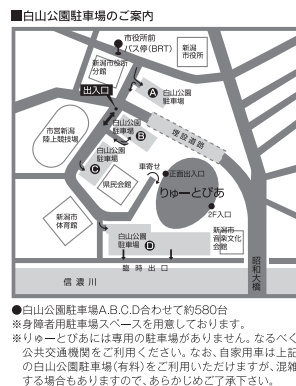 ■白山公園駐車場のご案内
市役所前
バス停(BRT)
新潟市
市役所
新潟市役所
分館
A
白山公園
駐車場
出入口
白山公園
駐車場
B
埋設道路
市営新潟
陸上競技場
C
車寄せ
正面出入口
県民会館
りゅーとぴあ
2F入口
新潟市
体育館
白山公園
駐車場 D
新潟市
音楽文化
会館
臨時出口
昭和大橋
信濃川
●白山公園駐車場A.B.C.D合わせて約580台
※身障者用駐車場スペースを用意しております。
※りゅーとぴあには専用の駐車場がありません。なるべく
公共交通機関をご利用ください。なお、自家用車は上記
の白山公園駐車場(有料)をご利用いただけますが、混雑
する場合もありますので、あらかじめご了承下さい。